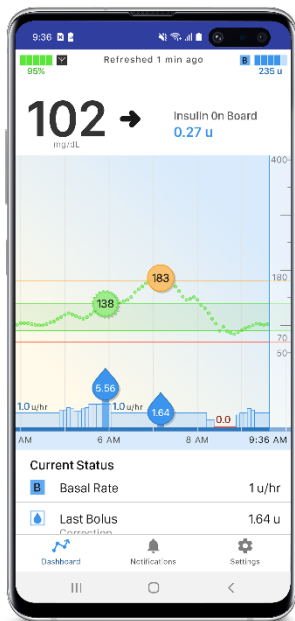 9:36
Refreshed 1 min ago
B
95%
235 u
102
mg/dL
Insulin On Board
0.27 u
400
183
180
138
70
50
5.56
1.0 u/hr
1.0 u/hr
1.64
0.0
AM
6 AM
8 AM
9:36 AM
Current Status
B Basal Rate 1 u/hr
Last Bolus 1.64 u
Correction
Dashboard Notifications Settings